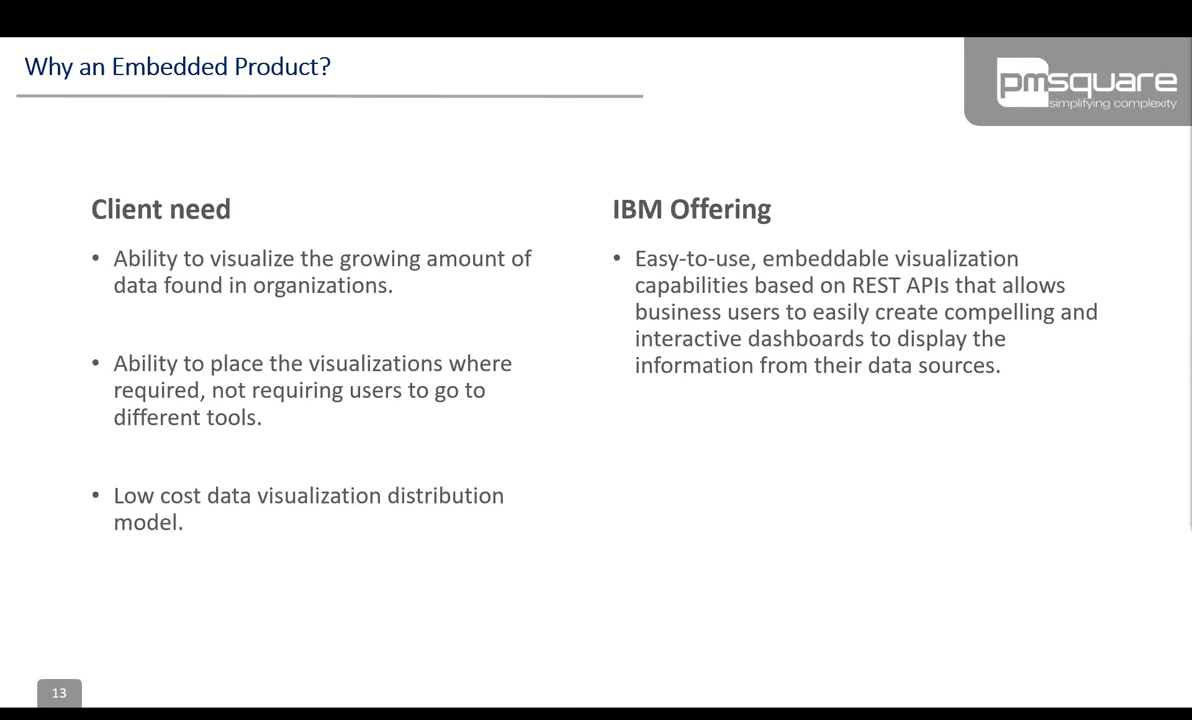 Why an Embedded Product?
pmsquare
simplifying complexity
Client need
• Ability to visualize the growing amount of
data found in organizations.
• Ability to place the visualizations where
required, not requiring users to go to
different tools.
• Low cost data visualization distribution
model.
IBM Offering
• Easy-to-use, embeddable visualization
capabilities based on REST APIs that allows
business users to easily create compelling and
interactive dashboards to display the
information from their data sources.
13